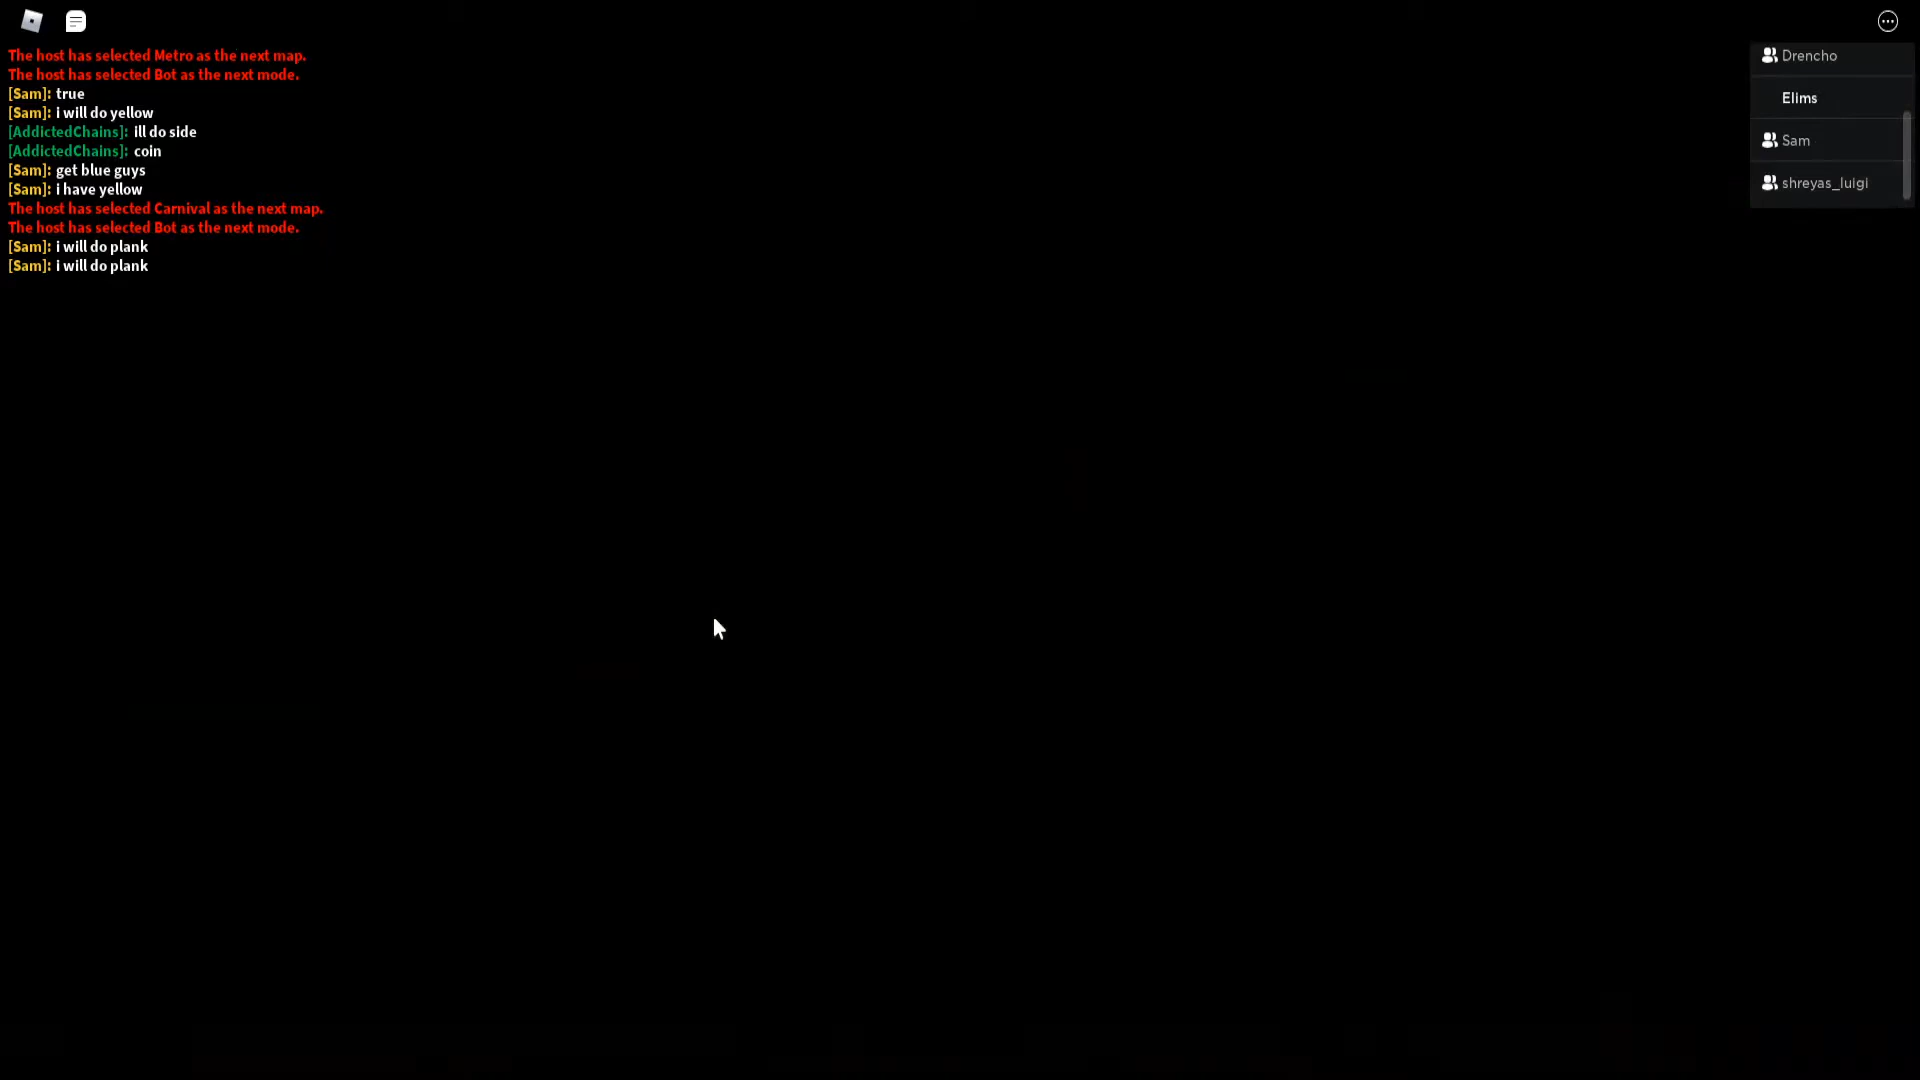 The host has selected Metro as the next map.
The host has selected Bot as the next mode.
[Sam]: true
[Sam]: i will do yellow
[AddictedChains]: ill do side
[AddictedChains]: coin
[Sam]: get blue guys
[Sam]: i have yellow
The host has selected Carnival as the next map.
The host has selected Bot as the next mode.
[Sam]: i will do plank
[Sam]: i will do plank
Drencho
Elims
Sam
shreyas_luigi